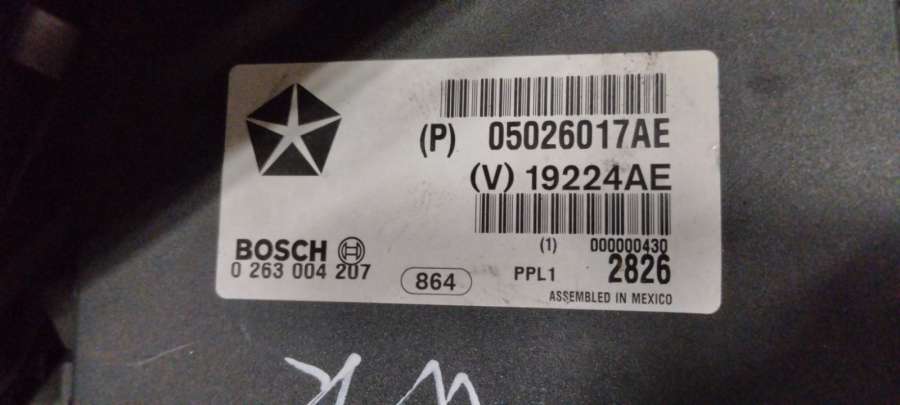 (P) 05026017AE
(V) 19224AE
(1) 000000430
BOSCH
0 263 004 207
864
PPL1
2826
ASSEMBLED IN MEXICO